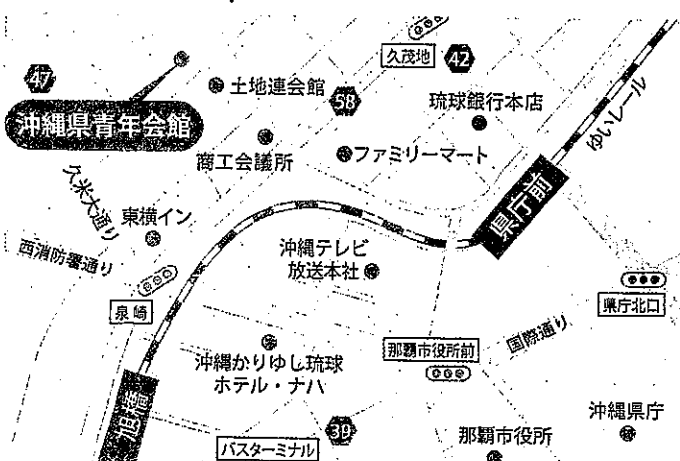 久茂地
42
47
土地連会館
58
沖縄県青年会館
琉球銀行本店
ゆいレール
商工会議所
ファミリーマート
久米大通り
東横イン
県庁前
西消防署通り
沖縄テレビ
放送本社
泉崎
県庁北口
国際通り
那覇市役所前
沖縄かりゆし琉球
ホテル・ナハ
旭橋
沖縄県庁
39
那覇市役所
バスターミナル